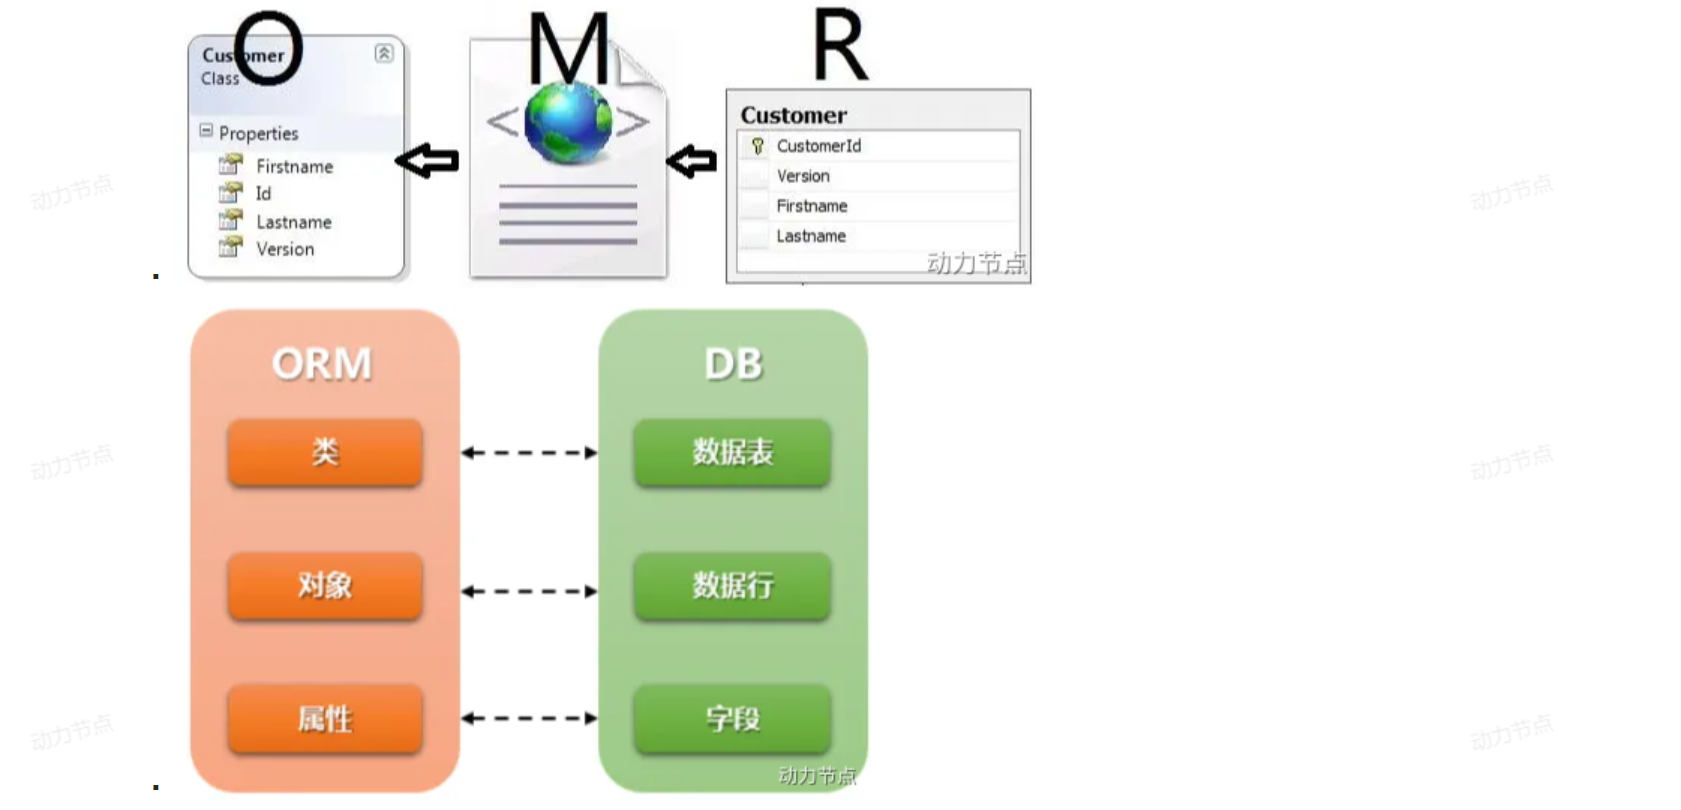 O M R
Customer
Class
Properties
Firstname
Id
Lastname
Version
< >
Customer
CustomerId
Version
Firstname
Lastname
动力节点
ORM DB
类 数据表
对象 数据行
属性 字段
动力节点
动力节点 动力节点
动力节点 动力节点
动力节点 动力节点